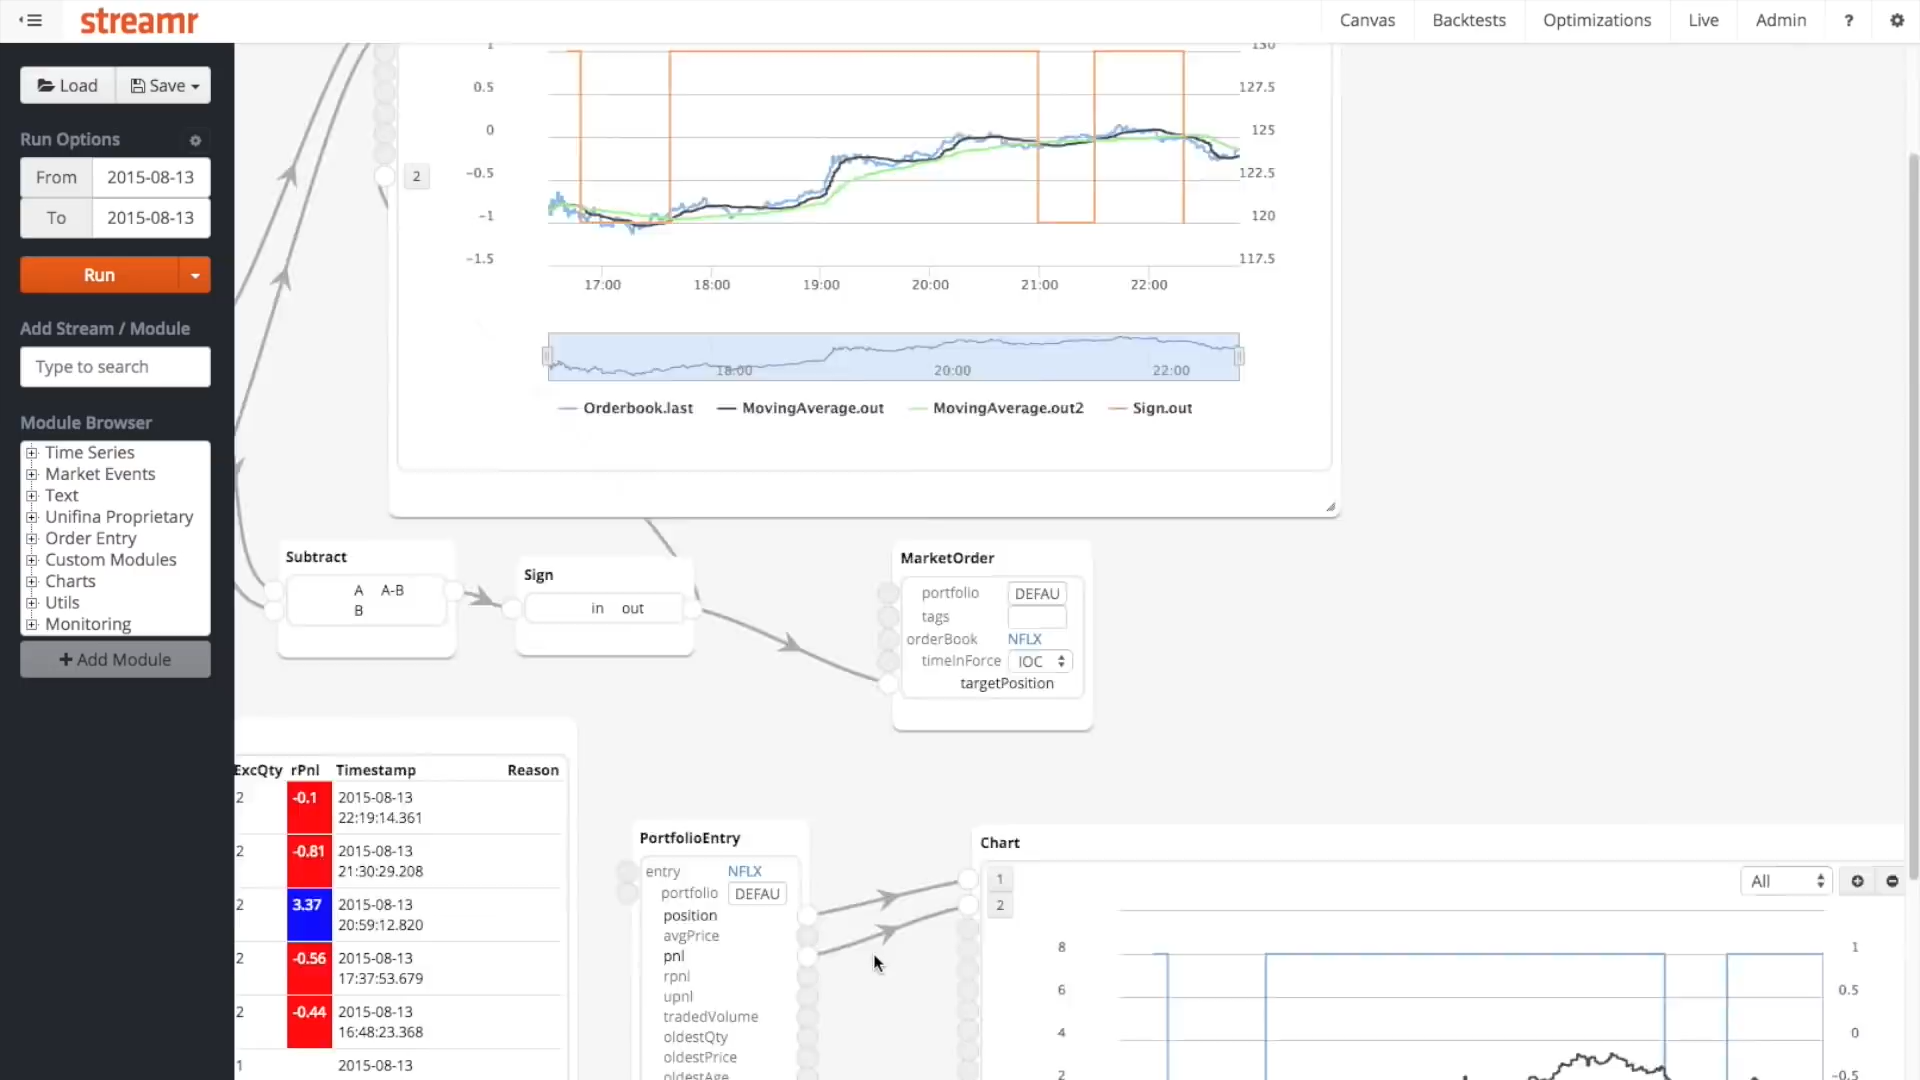 streamr
Canvas
Backtests
Optimizations
Live
Admin
?
Load
Save
Run Options
From 2015-08-13
To 2015-08-13
Run
Add Stream / Module
Type to search
Module Browser
Time Series
Market Events
Text
Unifina Proprietary
Order Entry
Custom Modules
Charts
Utils
Monitoring
+ Add Module
2
1
0.5
0
-0.5
-1
-1.5
130
127.5
125
122.5
120
117.5
17:00 18:00 19:00 20:00 21:00 22:00
18:00 20:00 22:00
Orderbook.last MovingAverage.out MovingAverage.out2 Sign.out
Subtract
A A-B
B
Sign
in out
MarketOrder
portfolio DEFAU
tags
orderBook NFLX
timeInForce IOC
targetPosition
ExcQty rPnl Timestamp Reason
2 -0.1 2015-08-13
22:19:14.361
2 -0.81 2015-08-13
21:30:29.208
2 3.37 2015-08-13
20:59:12.820
2 -0.56 2015-08-13
17:37:53.679
2 -0.44 2015-08-13
16:48:23.368
1 2015-08-13
PortfolioEntry
entry NFLX
portfolio DEFAU
position
avgPrice
pnl
rpnl
upnl
tradedVolume
oldestQty
oldestPrice
oldestAge
Chart
1
2
All
8
6
4
2
1
0.5
0
-0.5